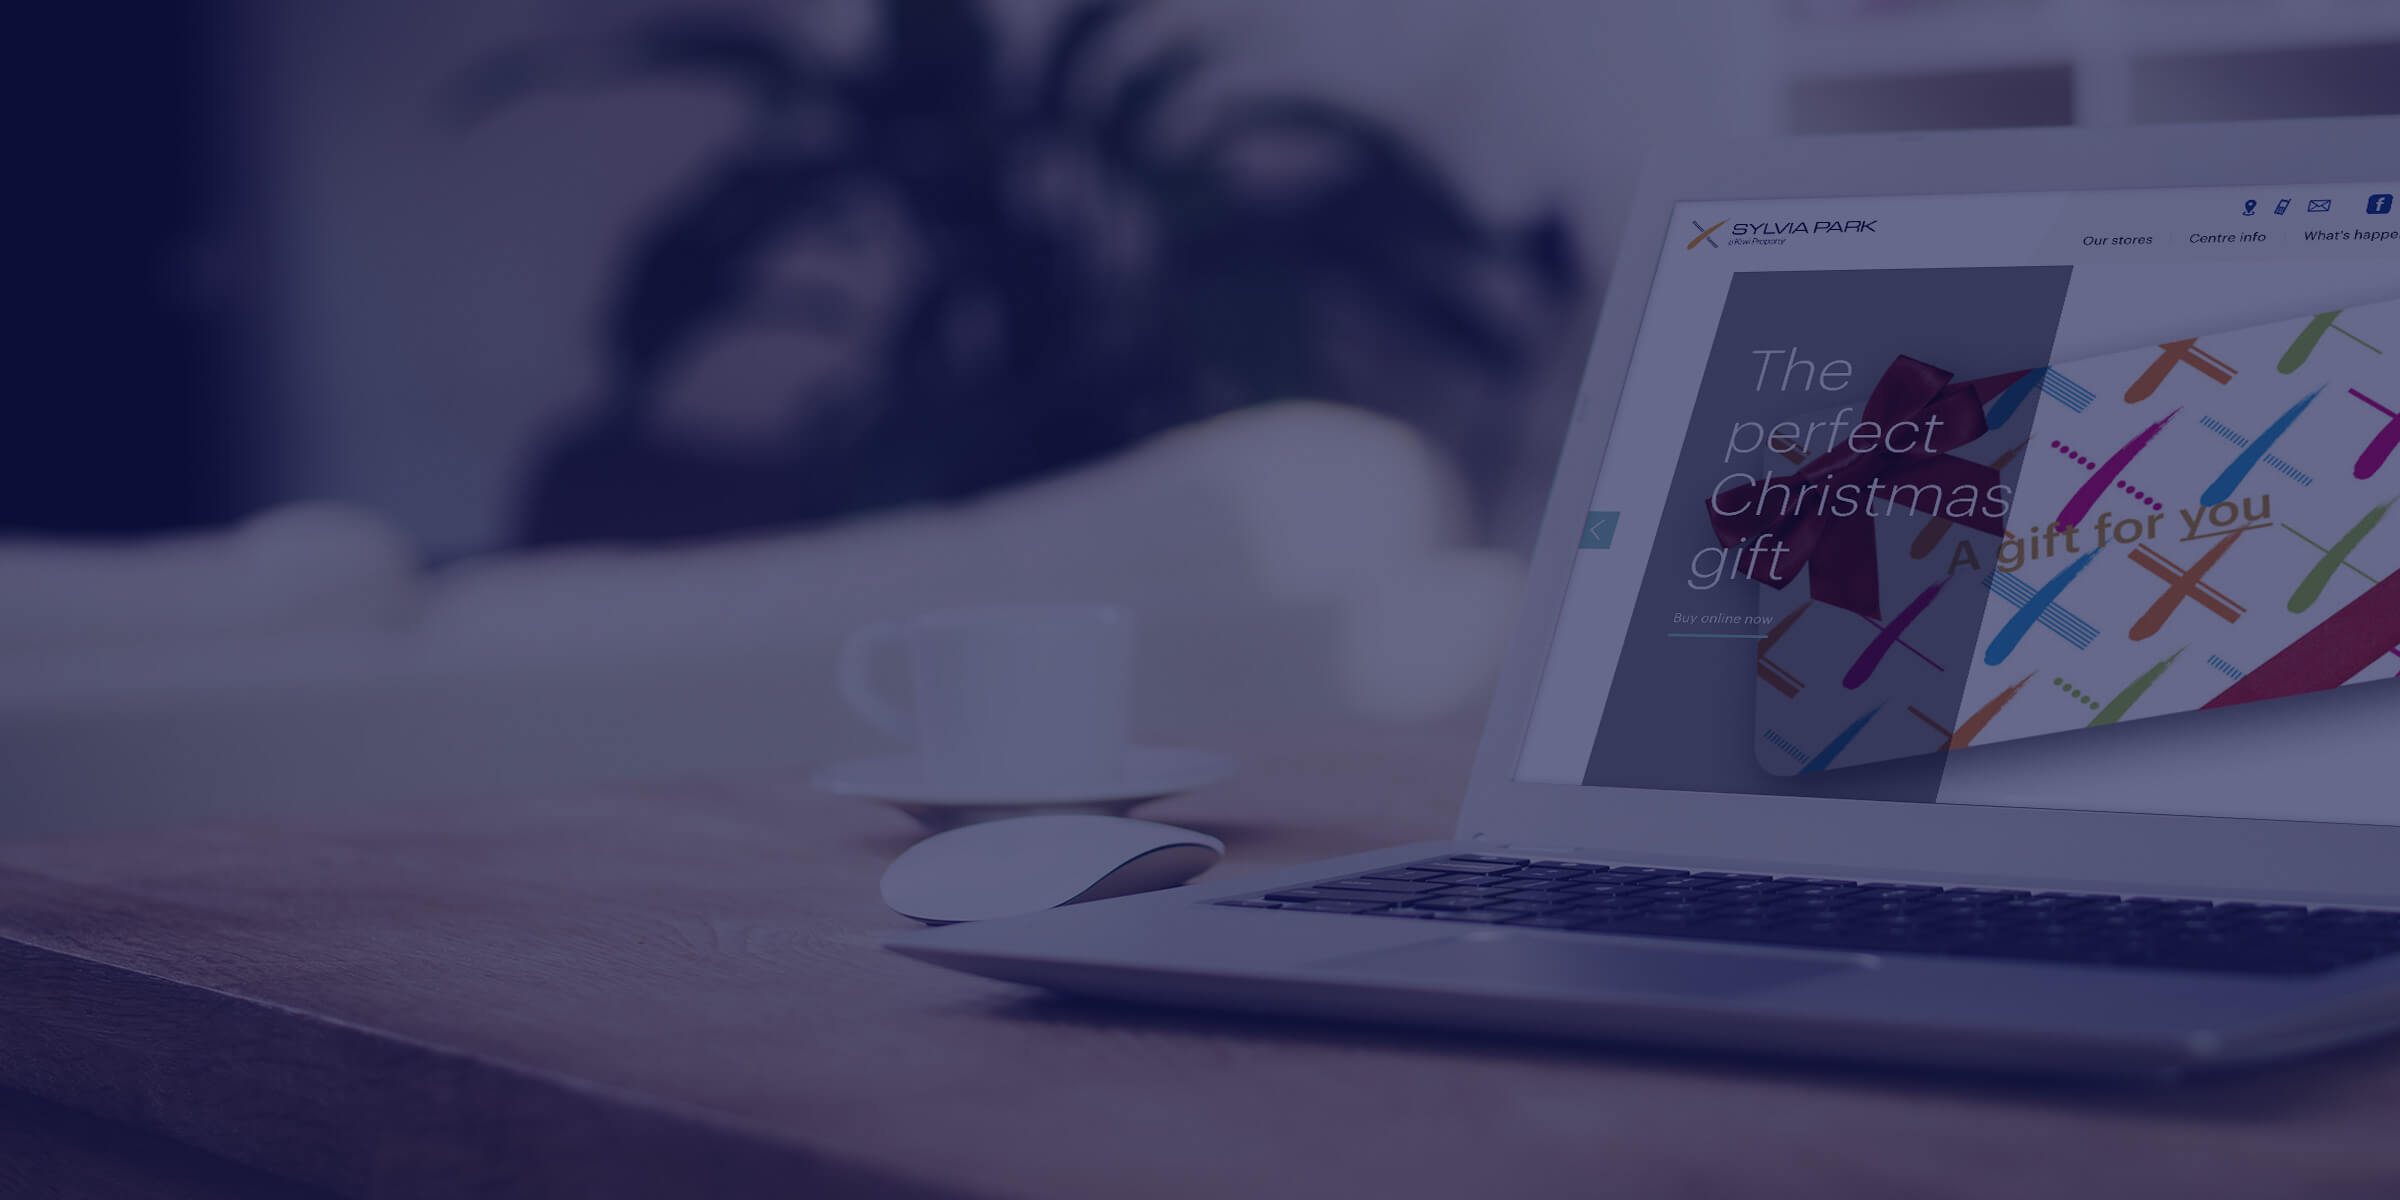 SYLVIA PARK
a Kiwi Property
Our stores
Centre info
What's happe
The
perfect
Christmas
gift
Buy online now
A gift for you